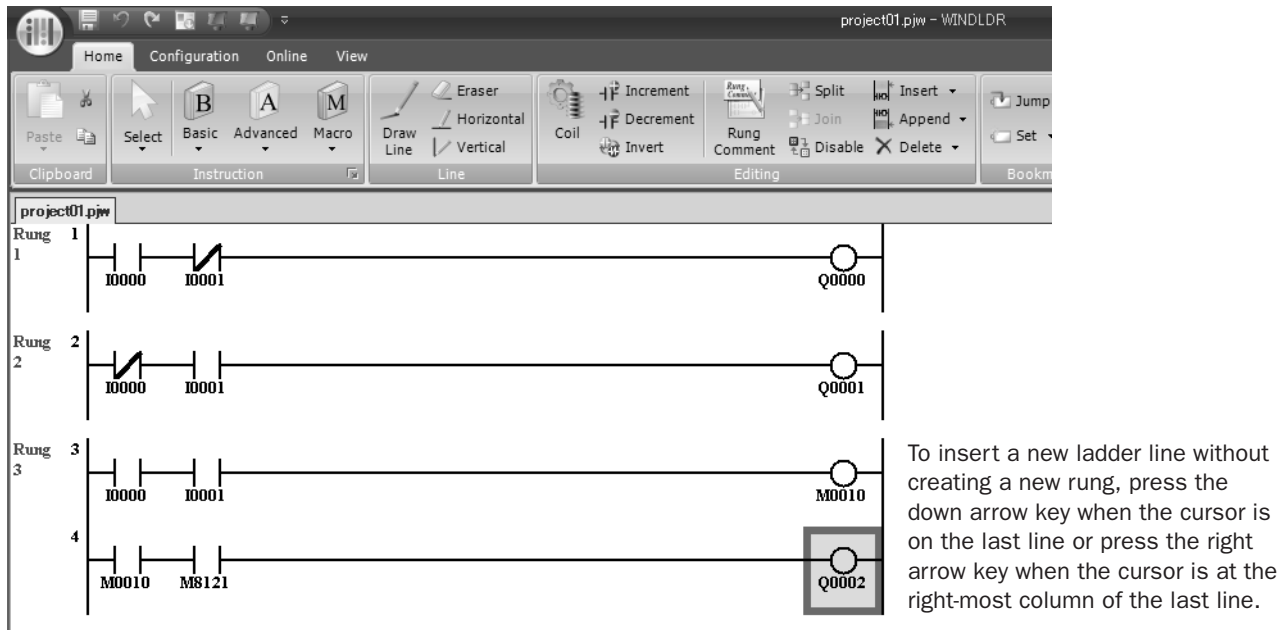 project01.pjw - WINDLDR
Home Configuration Online View
Paste
Clipboard
Select
B
Basic
A
Advanced
M
Macro
Instruction
Draw Line
Eraser
Horizontal
Vertical
Line
Coil
Increment
Decrement
Invert
Rung Comment
Split
Join
Disable
Insert
Append
Delete
Editing
Jump
Set
Bookm
project01.pjw
Rung 1
1
I0000 I0001 Q0000
Rung 2
2
I0000 I0001 Q0001
Rung 3
3
I0000 I0001 M0010
4
M0010 M8121 Q0002
To insert a new ladder line without
creating a new rung, press the
down arrow key when the cursor is
on the last line or press the right
arrow key when the cursor is at the
right-most column of the last line.